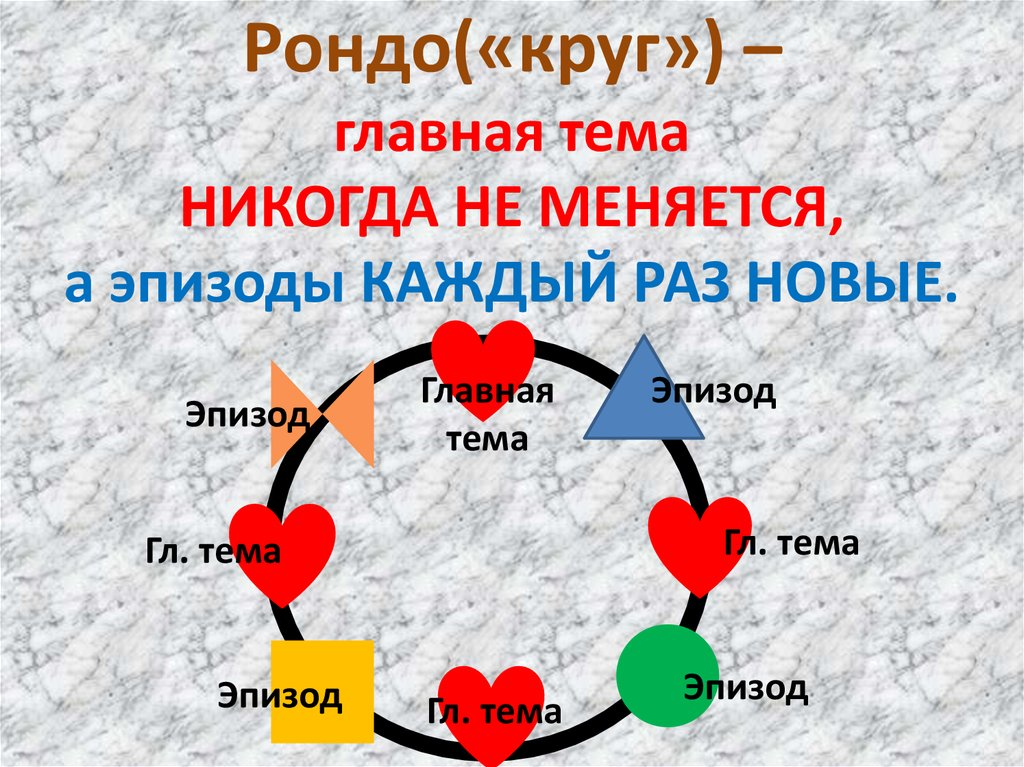 Рондо(«круг») –
главная тема
НИКОГДА НЕ МЕНЯЕТСЯ,
а эпизоды КАЖДЫЙ РАЗ НОВЫЕ.
Главная
тема
Эпизод
Гл. тема
Эпизод
Гл. тема
Эпизод
Гл. тема
Эпизод